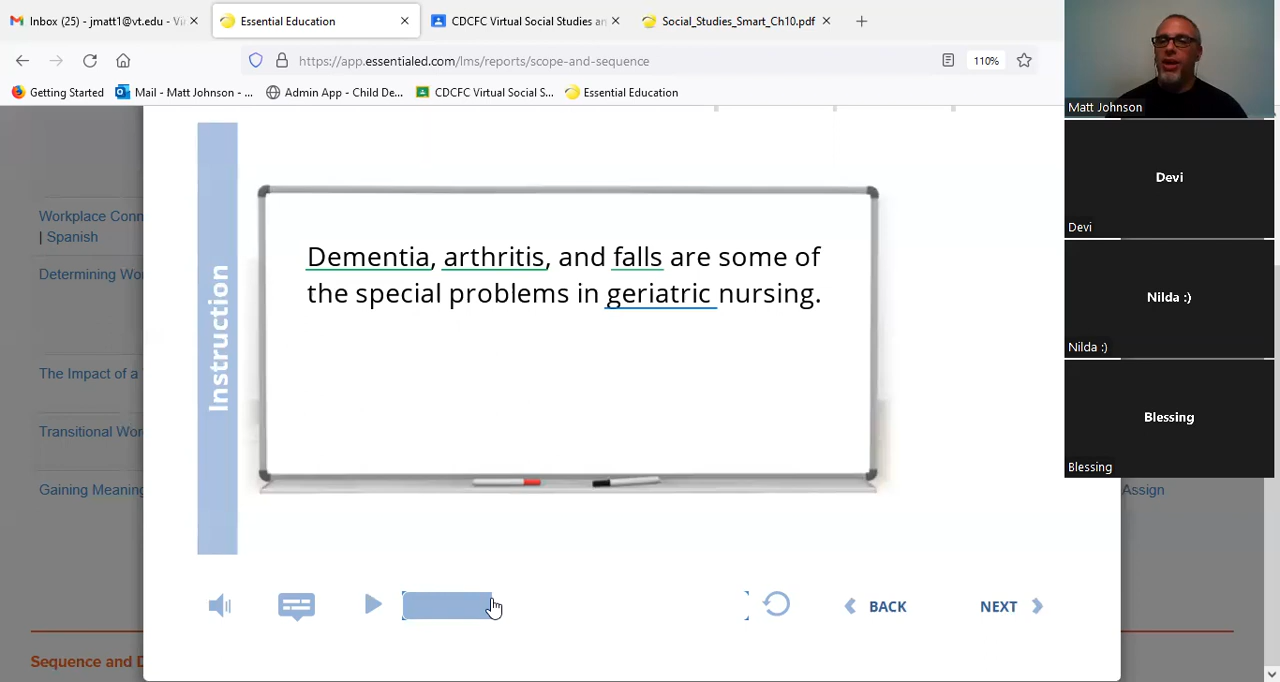 Inbox (25) - jmatt1@vt.edu - Vi
Essential Education
CDCFC Virtual Social Studies an
Social_Studies_Smart_Ch10.pdf
https://app.essentialed.com/lms/reports/scope-and-sequence
110%
Getting Started
Mail - Matt Johnson - ...
Admin App - Child De...
CDCFC Virtual Social S...
Essential Education
Workplace Conn
| Spanish
Determining Wo
The Impact of a
Transitional Wor
Gaining Meaning
Assign
Sequence and D
Instruction
Dementia, arthritis, and falls are some of
the special problems in geriatric nursing.
BACK
NEXT
Matt Johnson
Devi
Devi
Nilda :)
Nilda :)
Blessing
Blessing